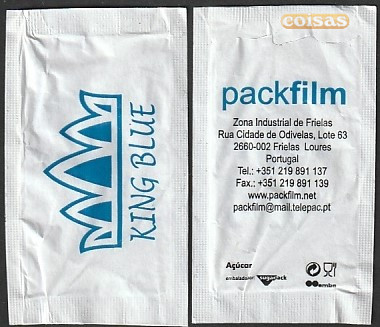 KING BLUE
coisas
packfilm
Zona Industrial de Frielas
Rua Cidade de Odivelas, Lote 63
2660-002 Frielas Loures
Portugal
Tel.: +351 219 891 137
Fax.: +351 219 891 139
www.packfilm.net
packfilm@mail.telepac.pt
Açúcar
embalado por sugarpack